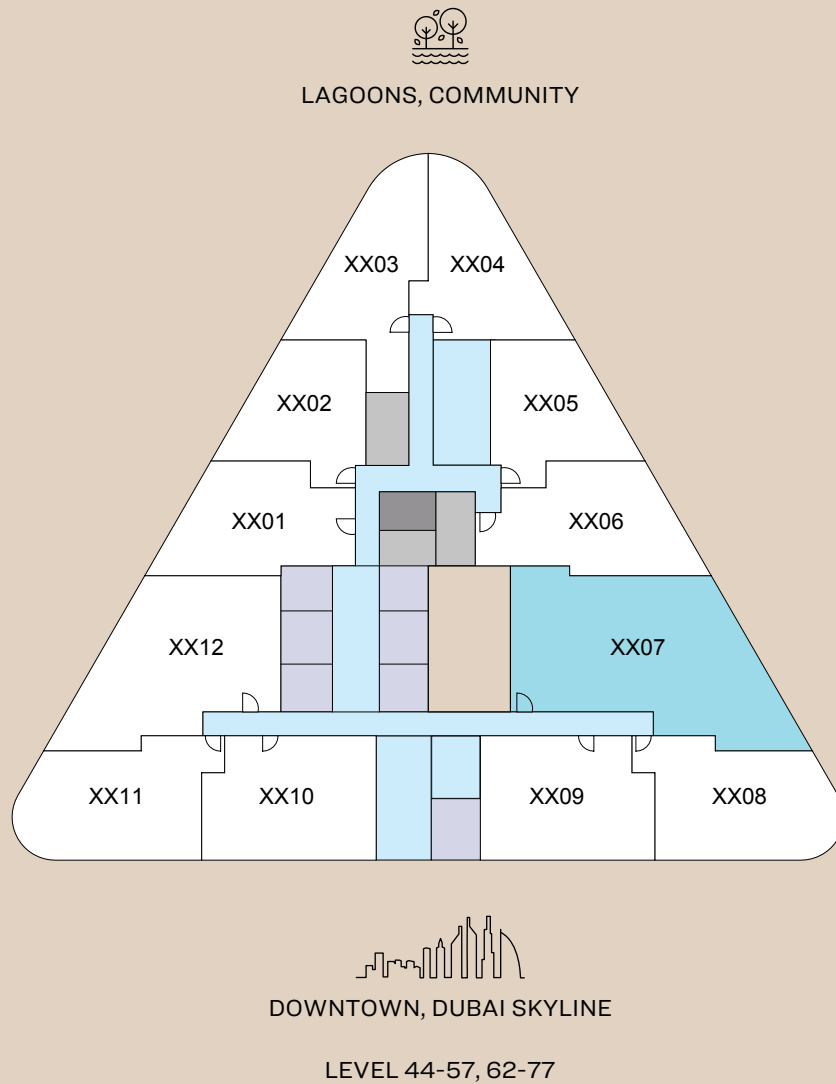 LAGOONS, COMMUNITY
XX03
XX04
XX02
XX05
XX01
XX06
XX12
XX07
XX11
XX10
XX09
XX08
DOWNTOWN, DUBAI SKYLINE
LEVEL 44-57, 62-77